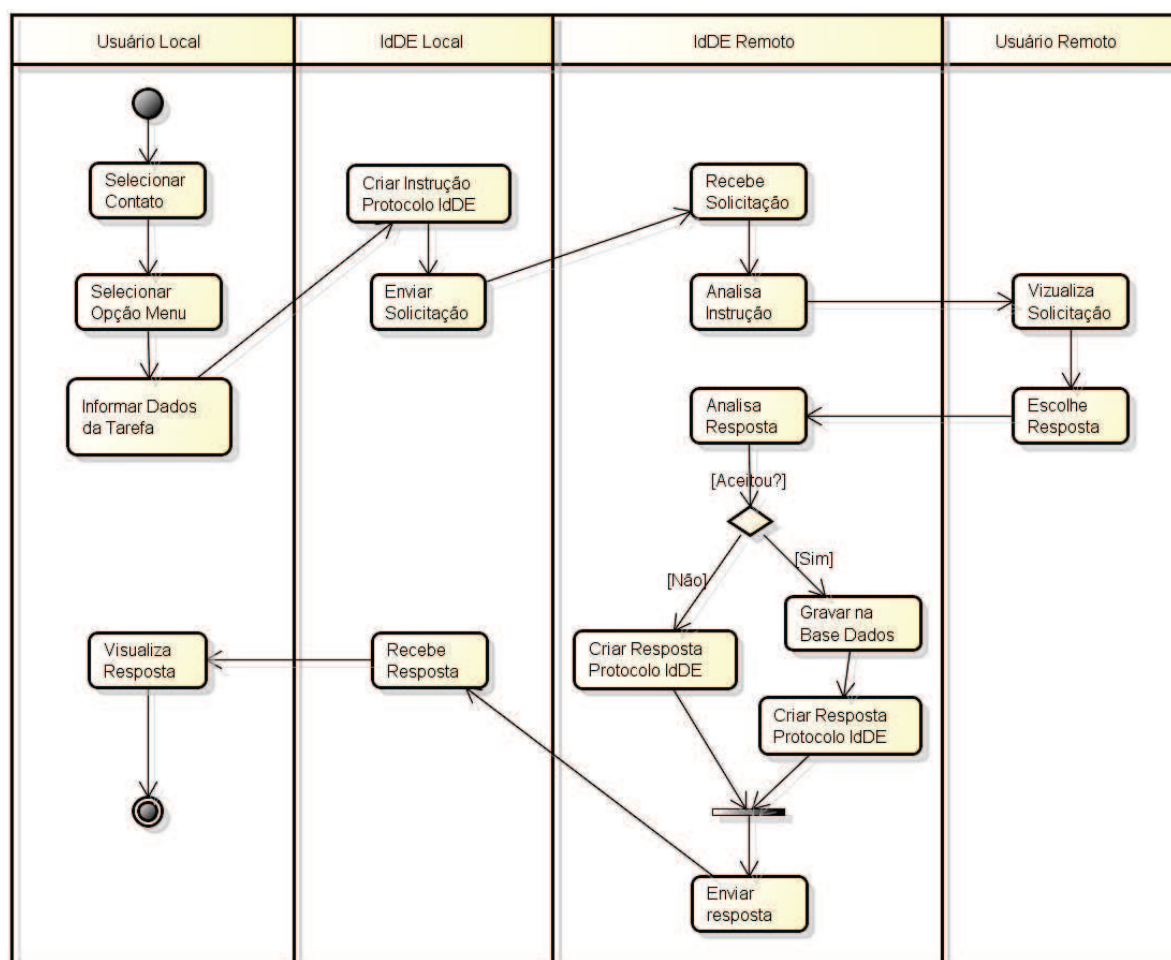 Usuário Local
IdDE Local
IdDE Remoto
Usuário Remoto
Selecionar
Contato
Selecionar
Opção Menu
Informar Dados
da Tarefa
Criar Instrução
Protocolo IdDE
Enviar
Solicitação
Recebe
Solicitação
Analisa
Instrução
Vizualiza
Solicitação
Escolhe
Resposta
Analisa
Resposta
[Aceitou?]
[Não]
[Sim]
Criar Resposta
Protocolo IdDE
Gravar na
Base Dados
Criar Resposta
Protocolo IdDE
Enviar
resposta
Recebe
Resposta
Visualiza
Resposta